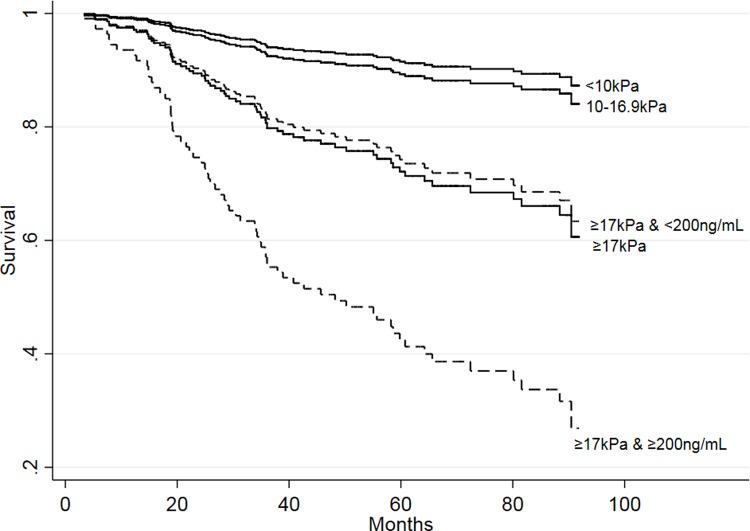 1
.8
.6
.4
.2
Survival
<10kPa
10-16.9kPa
≥17kPa & <200ng/mL
≥17kPa
≥17kPa & ≥200ng/mL
0 20 40 60 80 100
Months